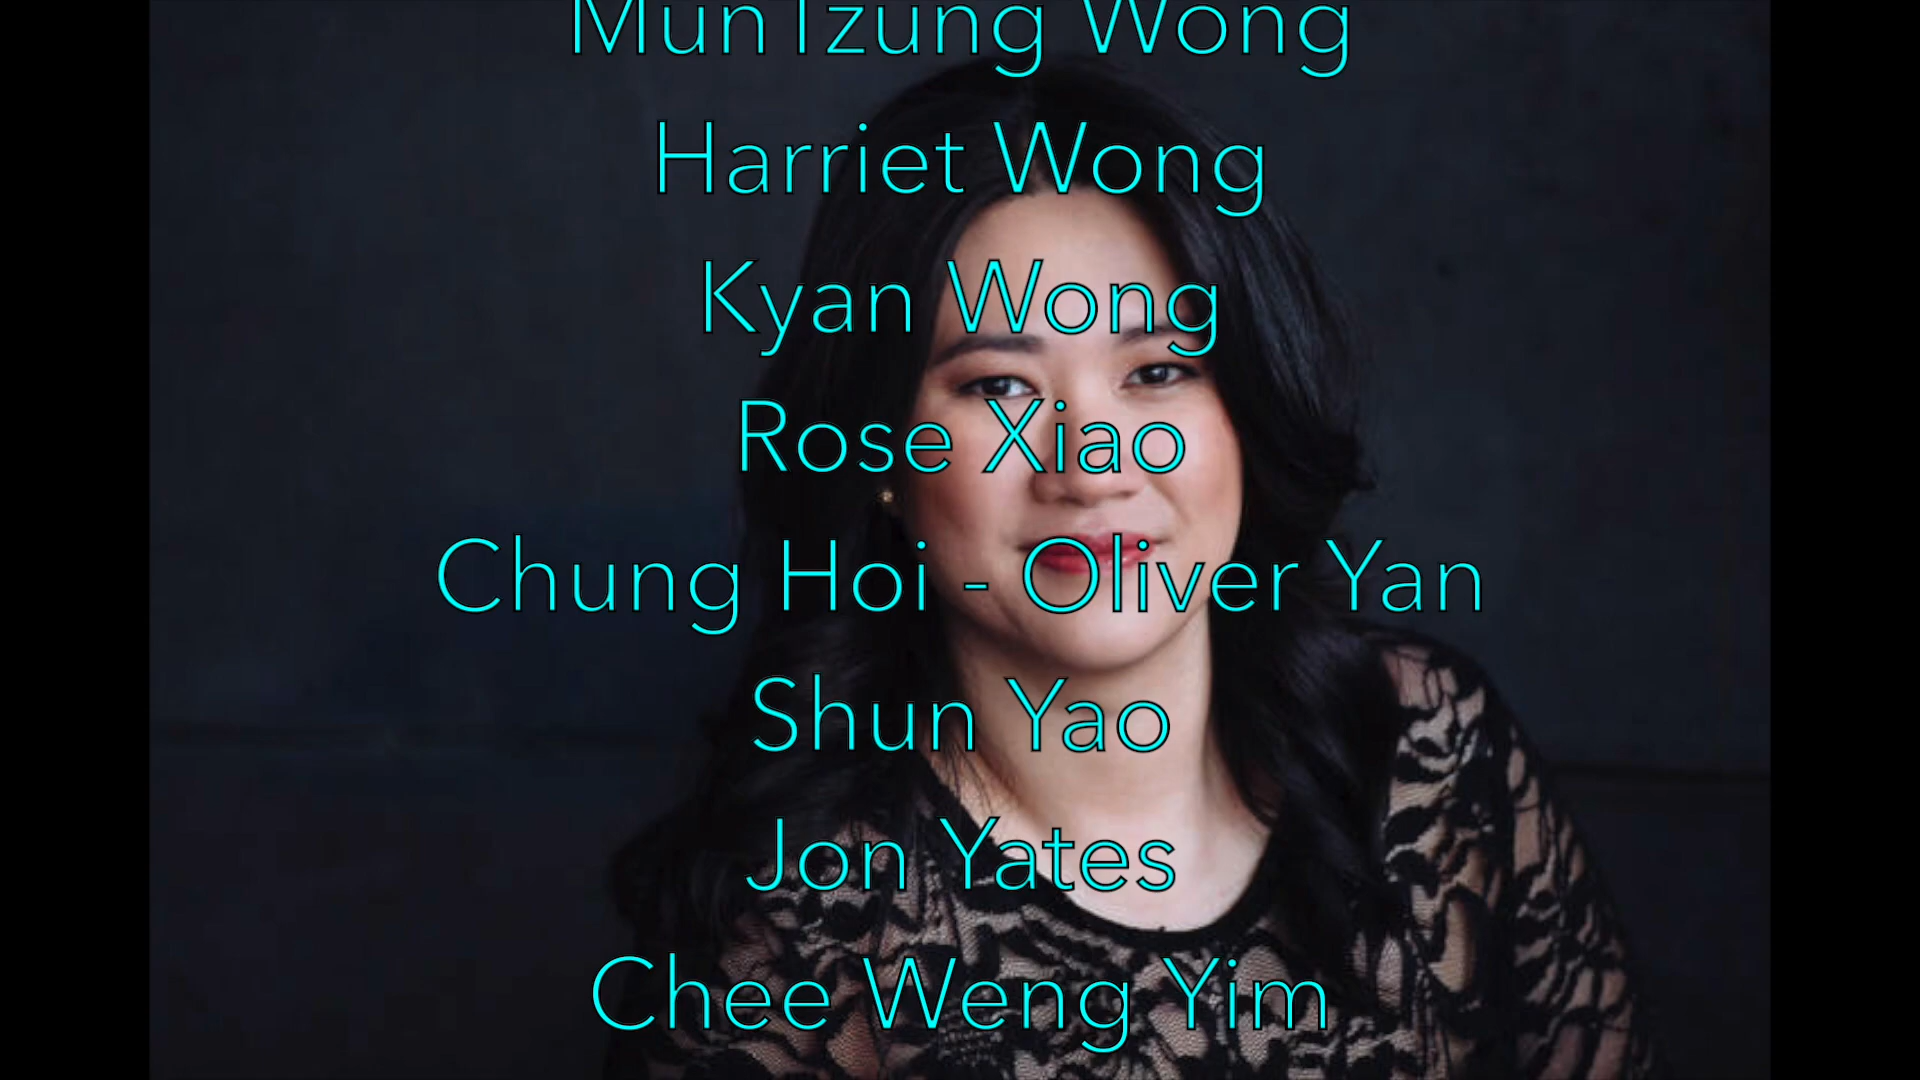 Mun Tzung Wong
Harriet Wong
Kyan Wong
Rose Xiao
Chung Hoi - Oliver Yan
Shun Yao
Jon Yates
Chee Weng Yim